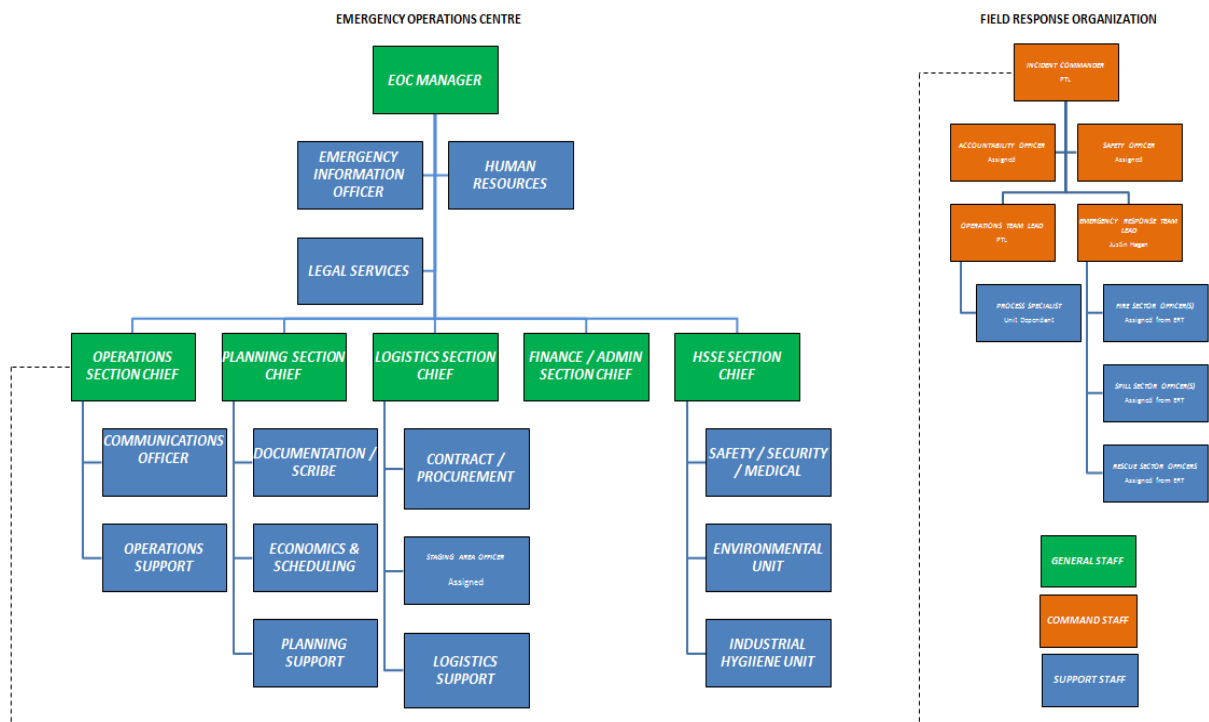 EMERGENCY OPERATIONS CENTRE
FIELD RESPONSE ORGANIZATION
EOC MANAGER
EMERGENCY
INFORMATION
OFFICER
HUMAN
RESOURCES
LEGAL SERVICES
OPERATIONS
SECTION CHIEF
PLANNING SECTION
CHIEF
LOGISTICS SECTION
CHIEF
FINANCE / ADMIN
SECTION CHIEF
HSSE SECTION
CHIEF
COMMUNICATIONS
OFFICER
OPERATIONS
SUPPORT
DOCUMENTATION /
SCRIBE
ECONOMICS &
SCHEDULING
PLANNING
SUPPORT
CONTRACT /
PROCUREMENT
STAGING AREA OFFICER
Assigned
LOGISTICS
SUPPORT
SAFETY / SECURITY
/ MEDICAL
ENVIRONMENTAL
UNIT
INDUSTRIAL
HYGIIENE UNIT
INCIDENT COMMANDER
PTL
ACCOUNTABILITY OFFICER
Assigned
SAFETY OFFICER
Assigned
OPERATIONS TEAM LEAD
PTL
EMERGENCY RESPONSE TEAM
LEAD
Justin Hagen
PROCESS SPECIALIST
Unit Dependent
FIRE SECTOR OFFICER(S)
Assigned from ERT
SPILL SECTOR OFFICER(S)
Assigned from ERT
RESCUE SECTOR OFFICERS
Assigned from ERT
GENERAL STAFF
COMMAND STAFF
SUPPORT STAFF